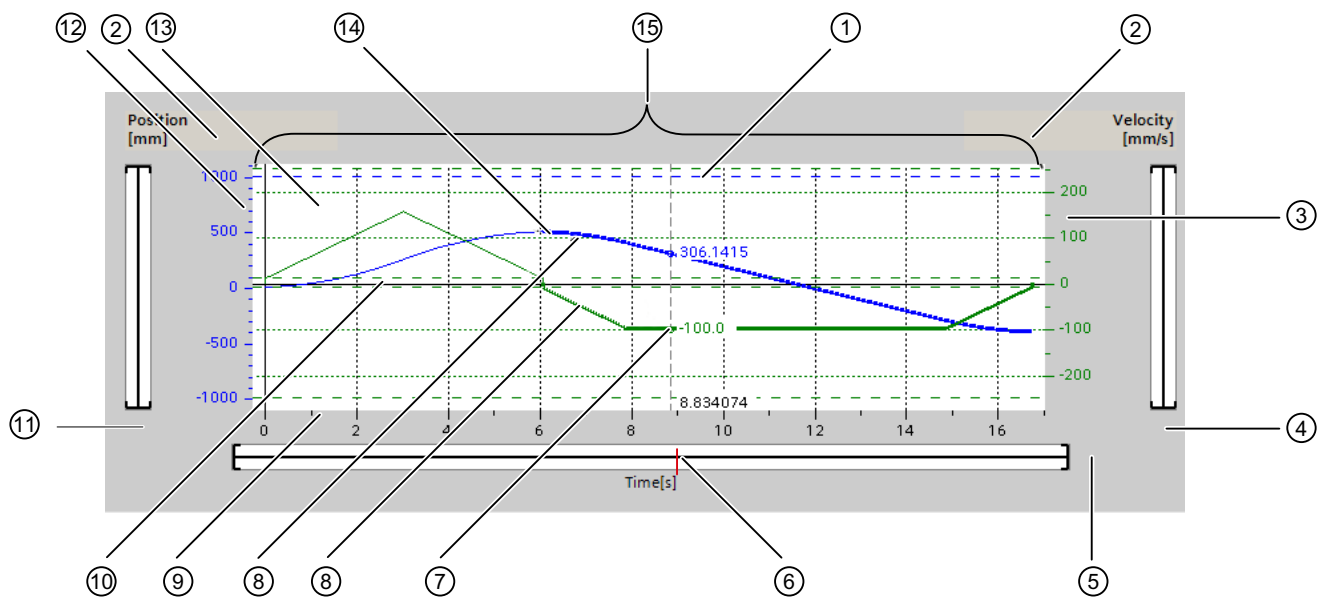 ⑫ ② ⑬ ⑭ ⑮ ① ②
Position
[mm]
Velocity
[mm/s]
1000
200
③
500
100
306.1415
0
0
-500
-100.0
-100
-200
-1000
8.834074
⑪
0 2 4 6 8 10 12 14 16
④
Time[s]
⑩ ⑨ ⑧ ⑧ ⑦ ⑥ ⑤